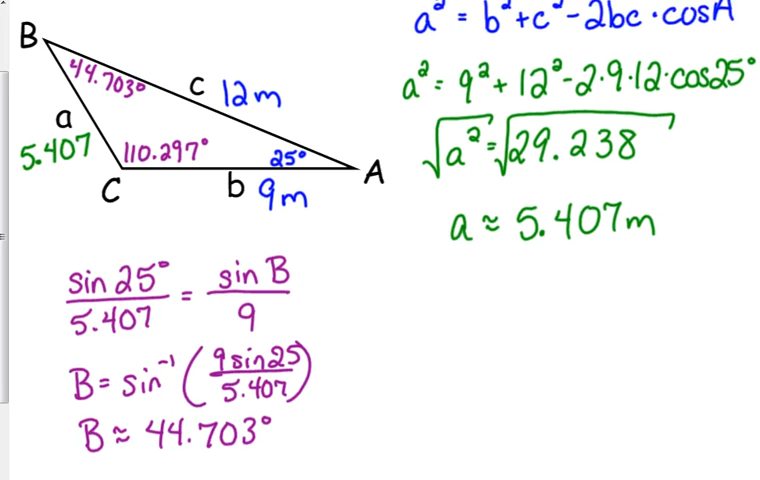 B
44.703°
c 12m
a
5.407
110.297°
25°
A
C
b 9m
a² = b² + c² - 2bc · cosA
a² = 9² + 12² - 2·9·12·cos25°
√a² = √29.238
a ≈ 5.407m
sin 25° / 5.407 = sin B / 9
B = sin⁻¹ (9sin25 / 5.407)
B ≈ 44.703°